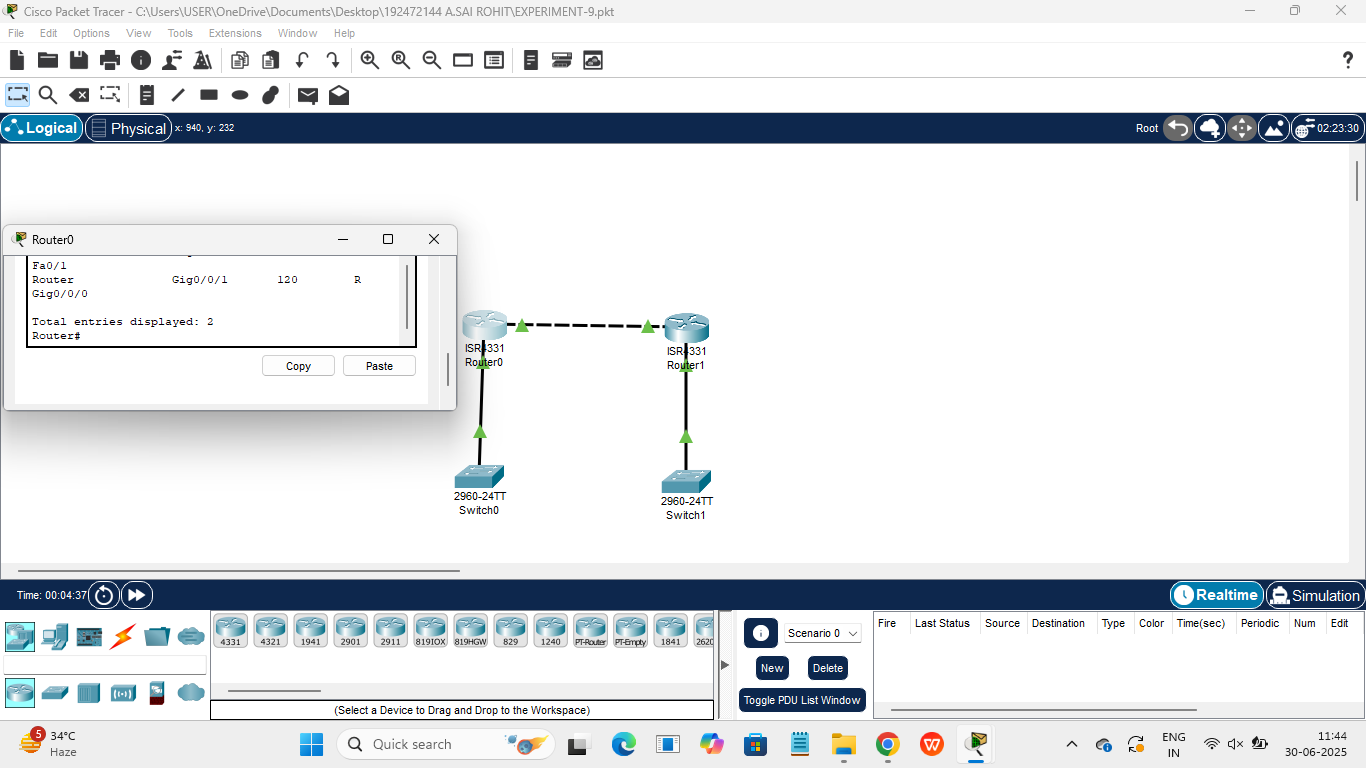 Cisco Packet Tracer - C:\Users\USER\OneDrive\Documents\Desktop\192472144 A.SAI ROHIT\EXPERIMENT-9.pkt
File Edit Options View Tools Extensions Window Help
?
Logical Physical x: 940, y: 232 Root 02:23:30
Router0
Fa0/1
Router Gig0/0/1 120 R
Gig0/0/0
Total entries displayed: 2
Router#
Copy Paste
ISR4331
Router0
ISR4331
Router1
2960-24TT
Switch0
2960-24TT
Switch1
Time: 00:04:37 Realtime Simulation
4331 4321 1941 2901 2911 819IOX 819HGW 829 1240 PT-Router PT-Empty 1841 2620
(Select a Device to Drag and Drop to the Workspace)
Scenario 0
New Delete
Toggle PDU List Window
Fire Last Status Source Destination Type Color Time(sec) Periodic Num Edit
5
34°C
Haze
Quick search
ENG
IN
11:44
30-06-2025